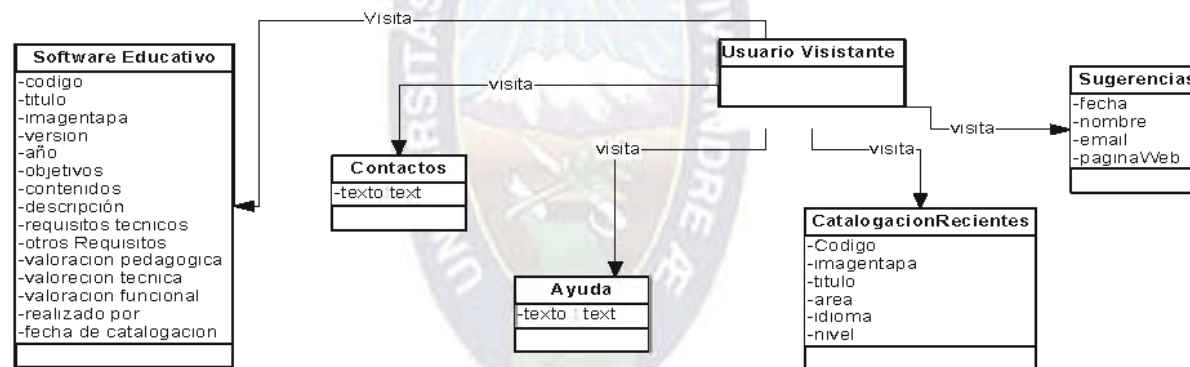 Visita
Software Educativo
-codigo
-titulo
-imagentapa
-version
-año
-objetivos
-contenidos
-descripción
-requisitos tecnicos
-otros Requisitos
-valoracion pedagogica
-valorecion tecnica
-valoracion funcional
-realizado por
-fecha de catalogacion
Usuario Visistante
visita
Contactos
-texto:text
visita
Ayuda
-texto : text
visita
CatalogacionRecientes
-Codigo
-imagentapa
-titulo
-area
-idioma
-nivel
visita
Sugerencias
-fecha
-nombre
-email
-paginaWeb